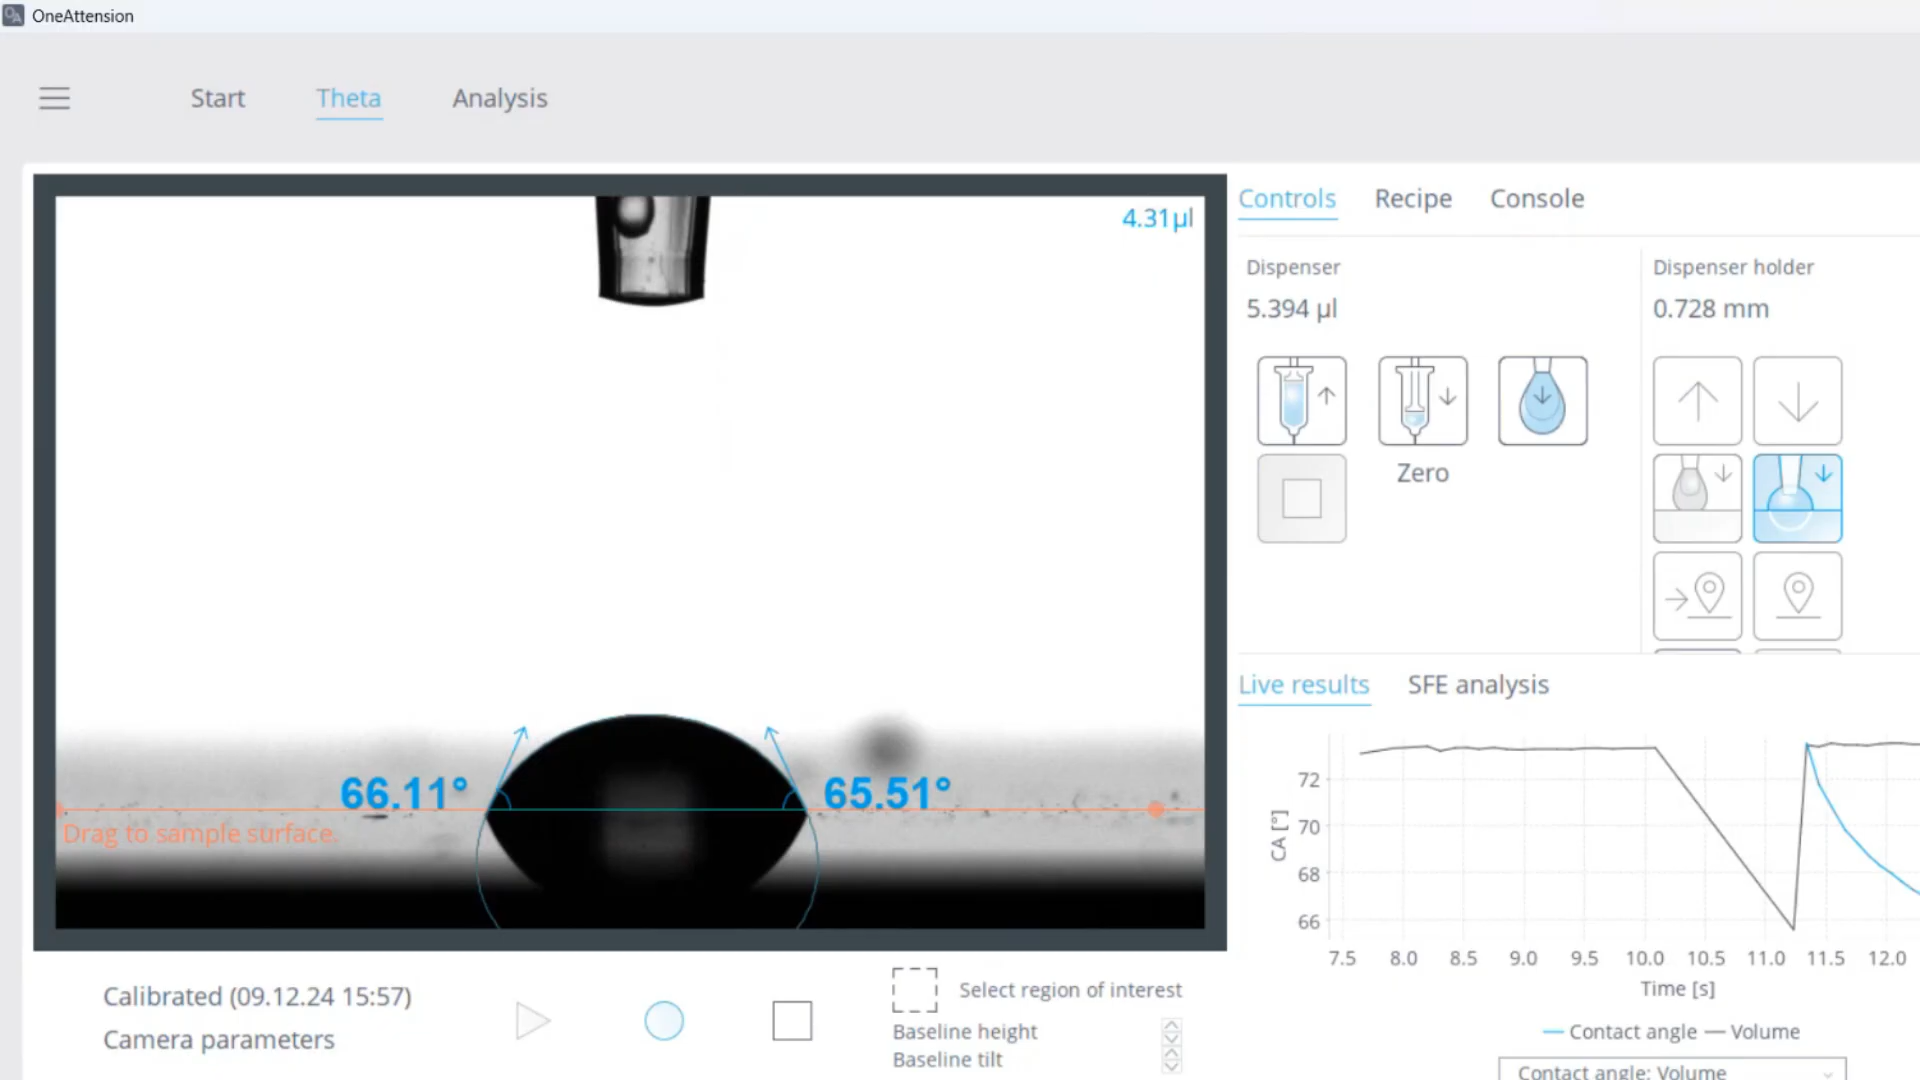 OneAttension
Start Theta Analysis
4.31µl
66.11° 65.51°
Drag to sample surface.
Controls Recipe Console
Dispenser
5.394 µl
Zero
Dispenser holder
0.728 mm
Live results SFE analysis
CA [°]
72
70
68
66
7.5 8.0 8.5 9.0 9.5 10.0 10.5 11.0 11.5 12.0
Time [s]
Contact angle Volume
Contact angle: Volume
Calibrated (09.12.24 15:57)
Camera parameters
Select region of interest
Baseline height
Baseline tilt